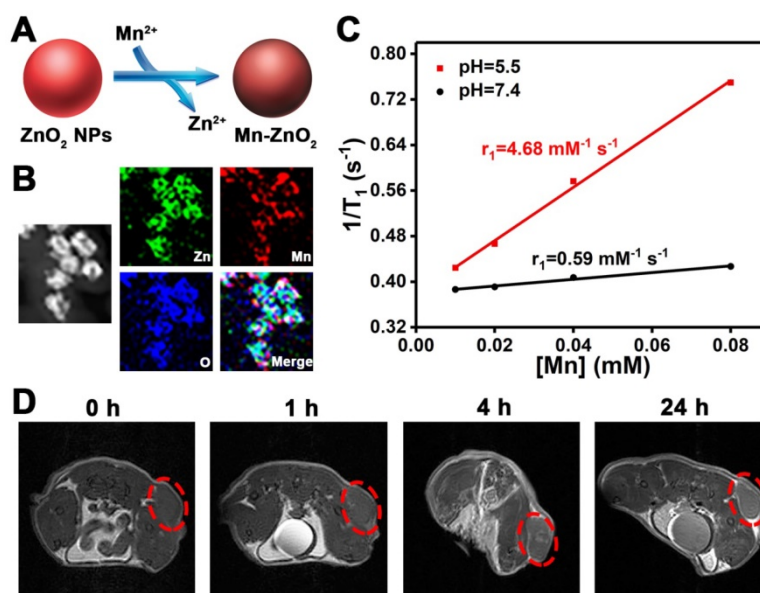 A
Mn²⁺
ZnO₂ NPs
Zn²⁺
Mn-ZnO₂
B
Zn
Mn
O
Merge
C
0.80
0.72
0.64
0.56
0.48
0.40
0.32
1/T₁ (s⁻¹)
pH=5.5
pH=7.4
r₁=4.68 mM⁻¹ s⁻¹
r₁=0.59 mM⁻¹ s⁻¹
0.00 0.02 0.04 0.06 0.08
[Mn] (mM)
D
0 h 1 h 4 h 24 h